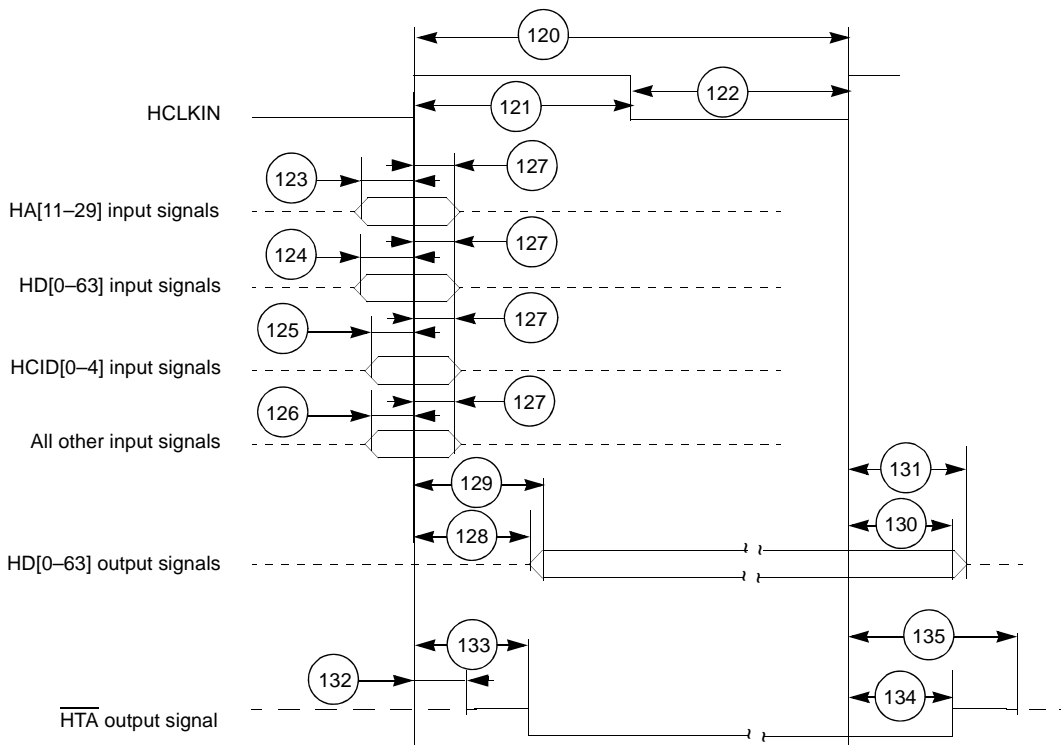 120
HCLKIN
121
122
123
127
HA[11–29] input signals
124
127
HD[0–63] input signals
125
127
HCID[0–4] input signals
126
127
All other input signals
129
131
128
130
HD[0–63] output signals
133
135
132
134
HTA output signal